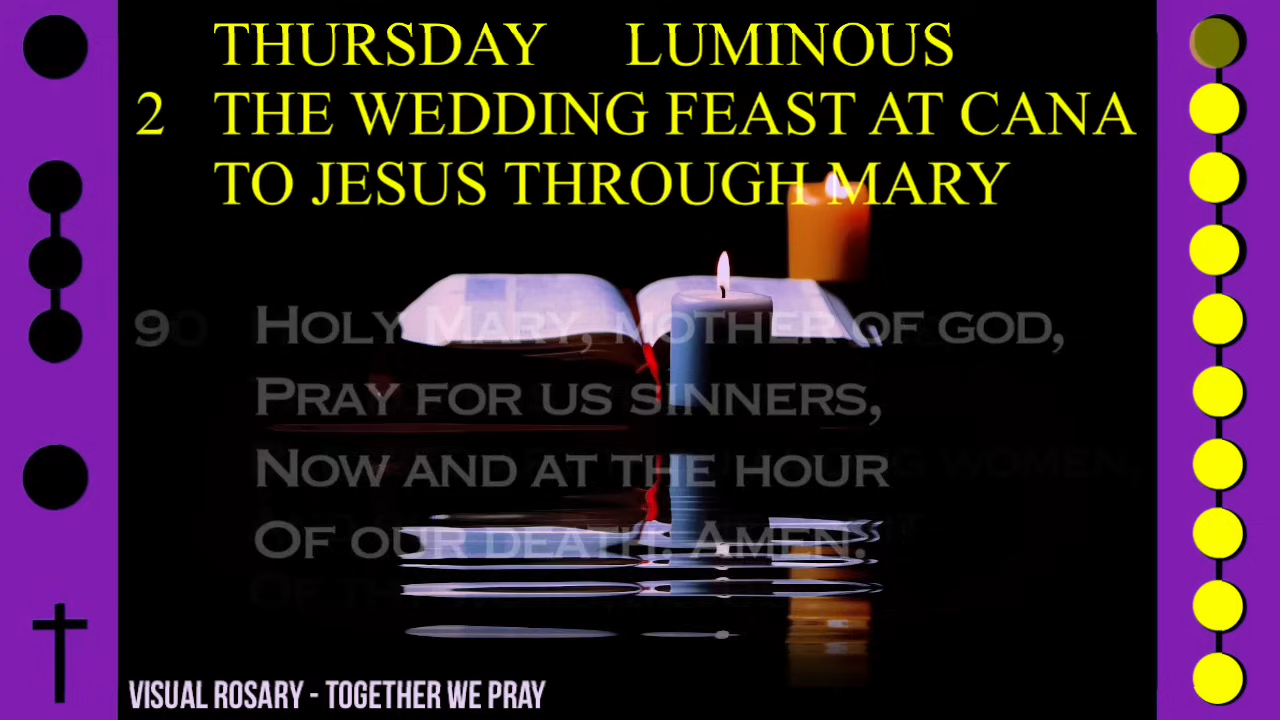 THURSDAY LUMINOUS
2 THE WEDDING FEAST AT CANA
TO JESUS THROUGH MARY
90 HOLY MARY, MOTHER OF GOD,
PRAY FOR US SINNERS,
NOW AND AT THE HOUR
OF OUR DEATH. AMEN.
VISUAL ROSARY - TOGETHER WE PRAY